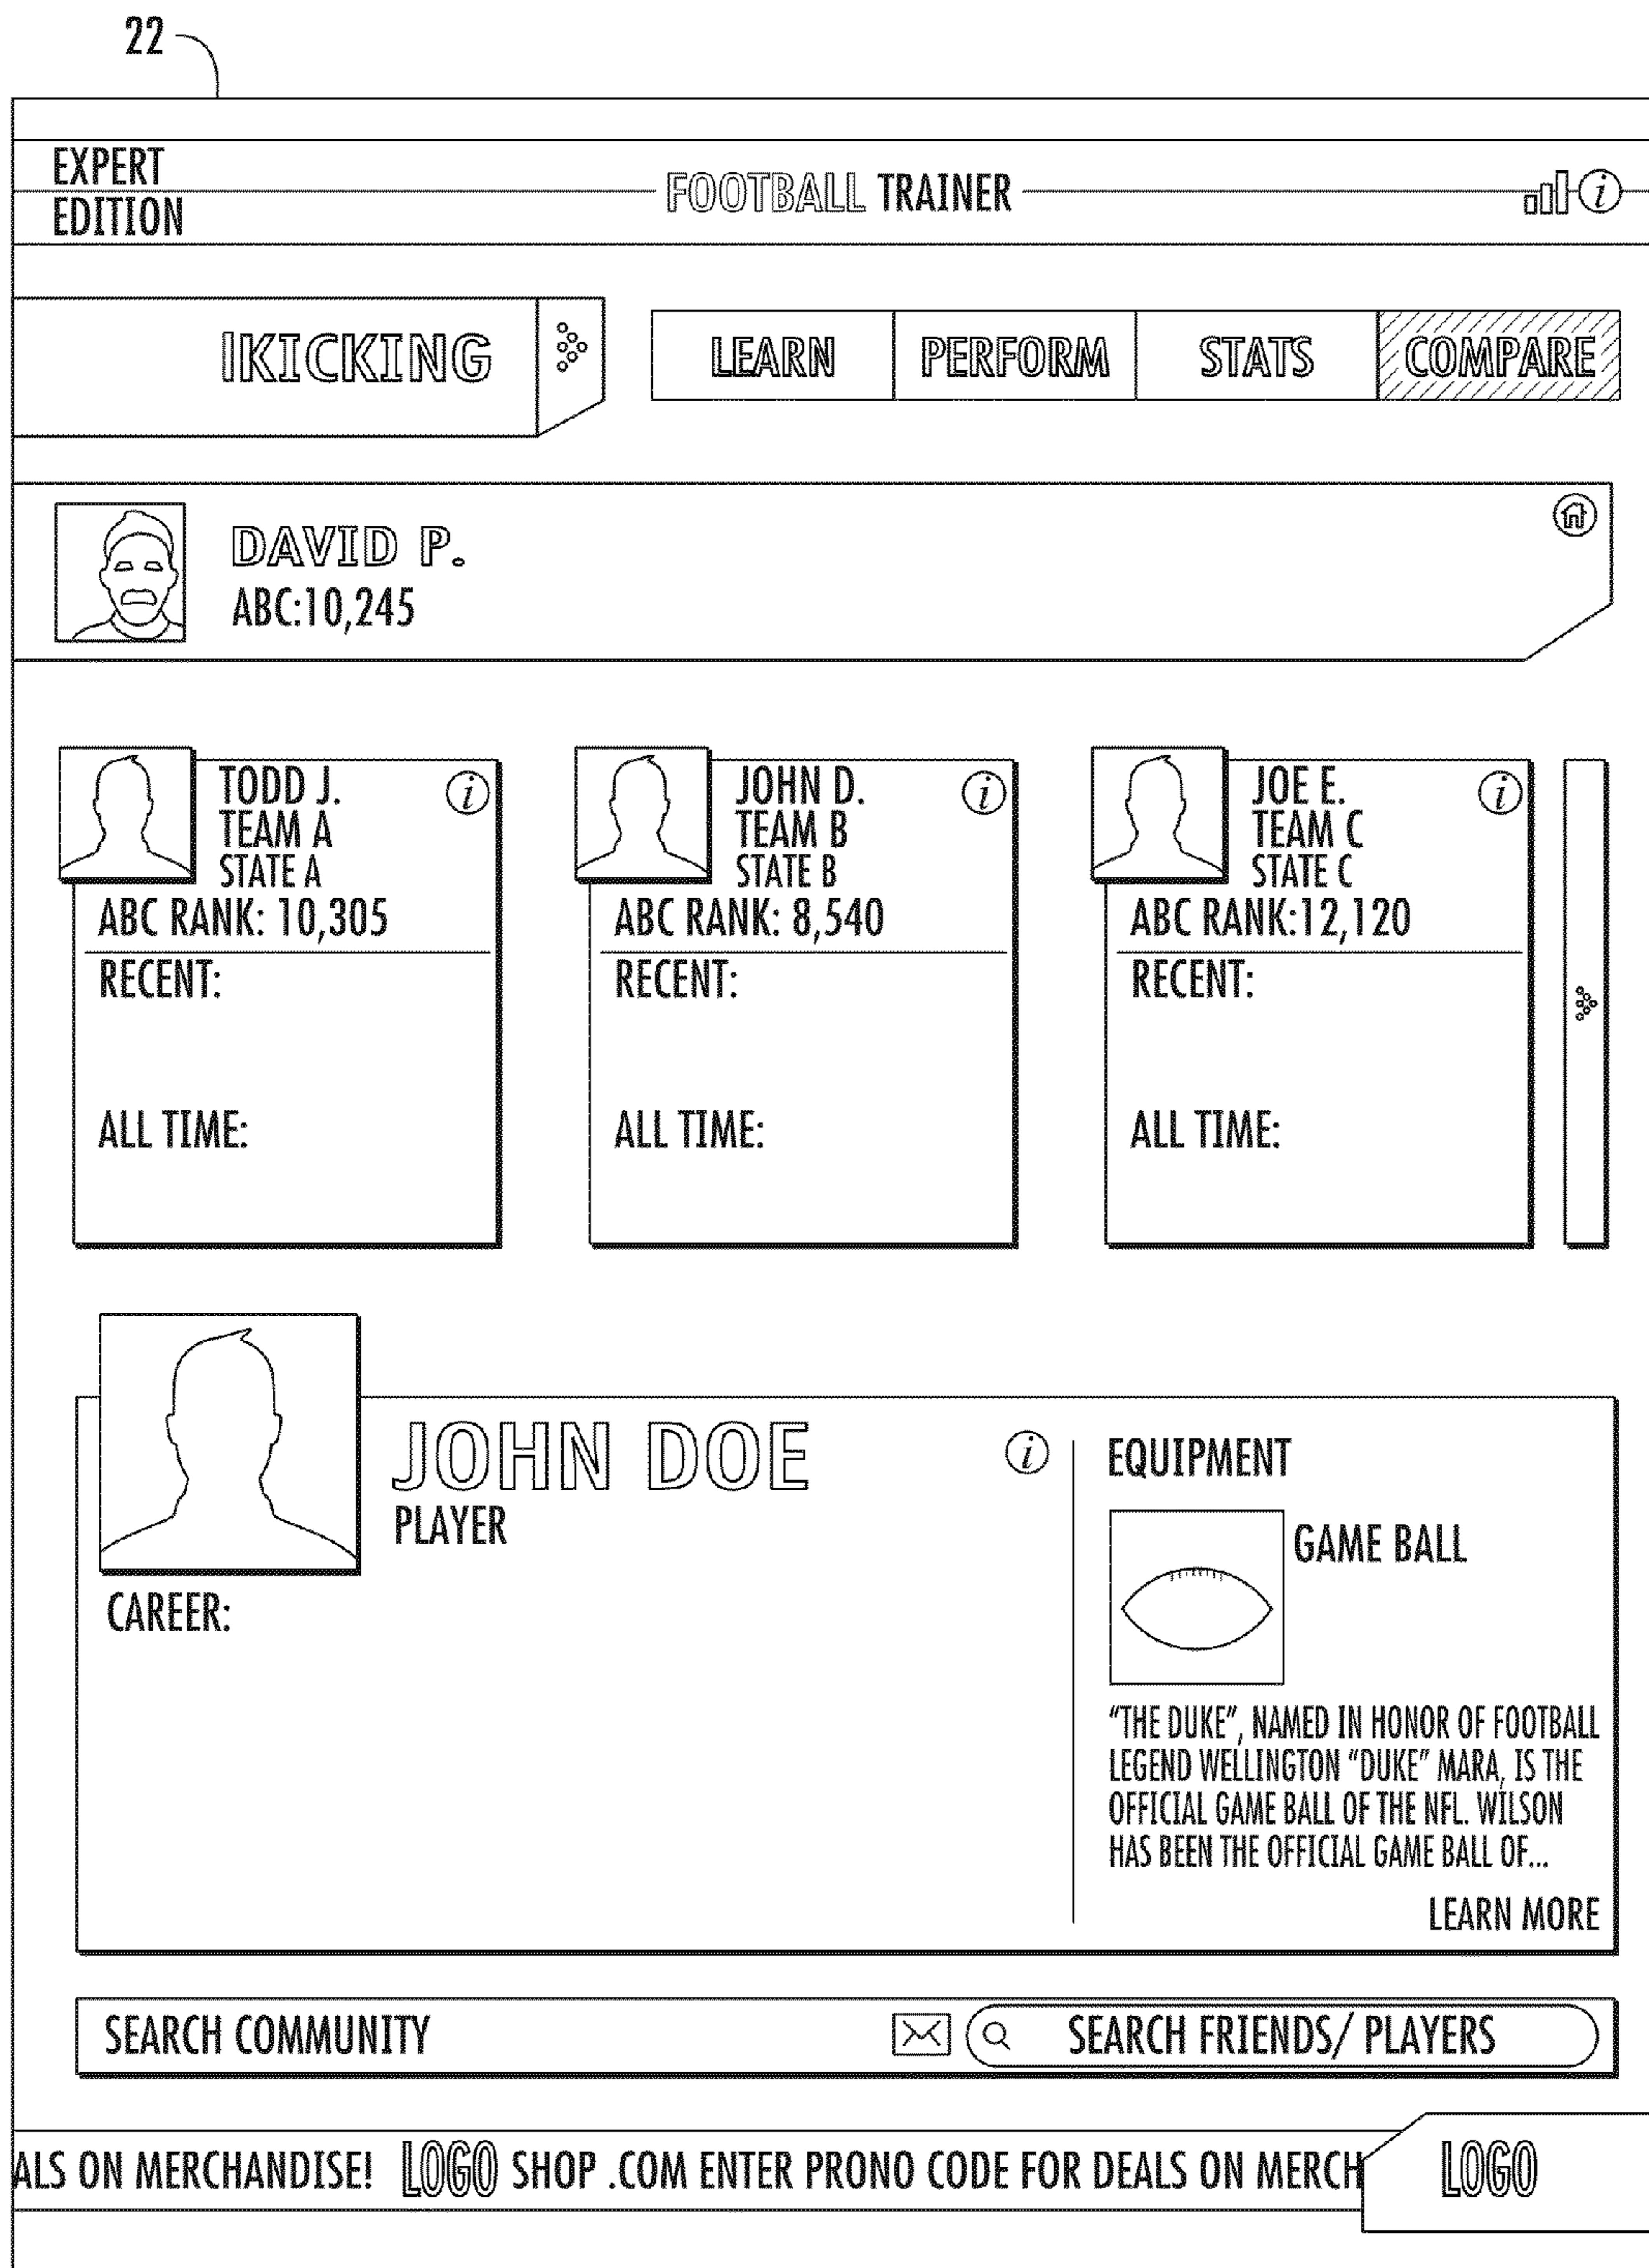 22
EXPERT
EDITION
FOOTBALL TRAINER
i
KICKING
LEARN
PERFORM
STATS
COMPARE
DAVID P.
ABC:10,245
TODD J.
i
TEAM A
STATE A
ABC RANK: 10,305
RECENT:
ALL TIME:
JOHN D.
i
TEAM B
STATE B
ABC RANK: 8,540
RECENT:
ALL TIME:
JOE E.
i
TEAM C
STATE C
ABC RANK:12,120
RECENT:
ALL TIME:
JOHN DOE
i
PLAYER
CAREER:
EQUIPMENT
GAME BALL
“THE DUKE”, NAMED IN HONOR OF FOOTBALL
LEGEND WELLINGTON “DUKE” MARA, IS THE
OFFICIAL GAME BALL OF THE NFL. WILSON
HAS BEEN THE OFFICIAL GAME BALL OF...
LEARN MORE
SEARCH COMMUNITY
SEARCH FRIENDS/ PLAYERS
ALS ON MERCHANDISE! LOGO SHOP .COM ENTER PRONO CODE FOR DEALS ON MERCH
LOGO